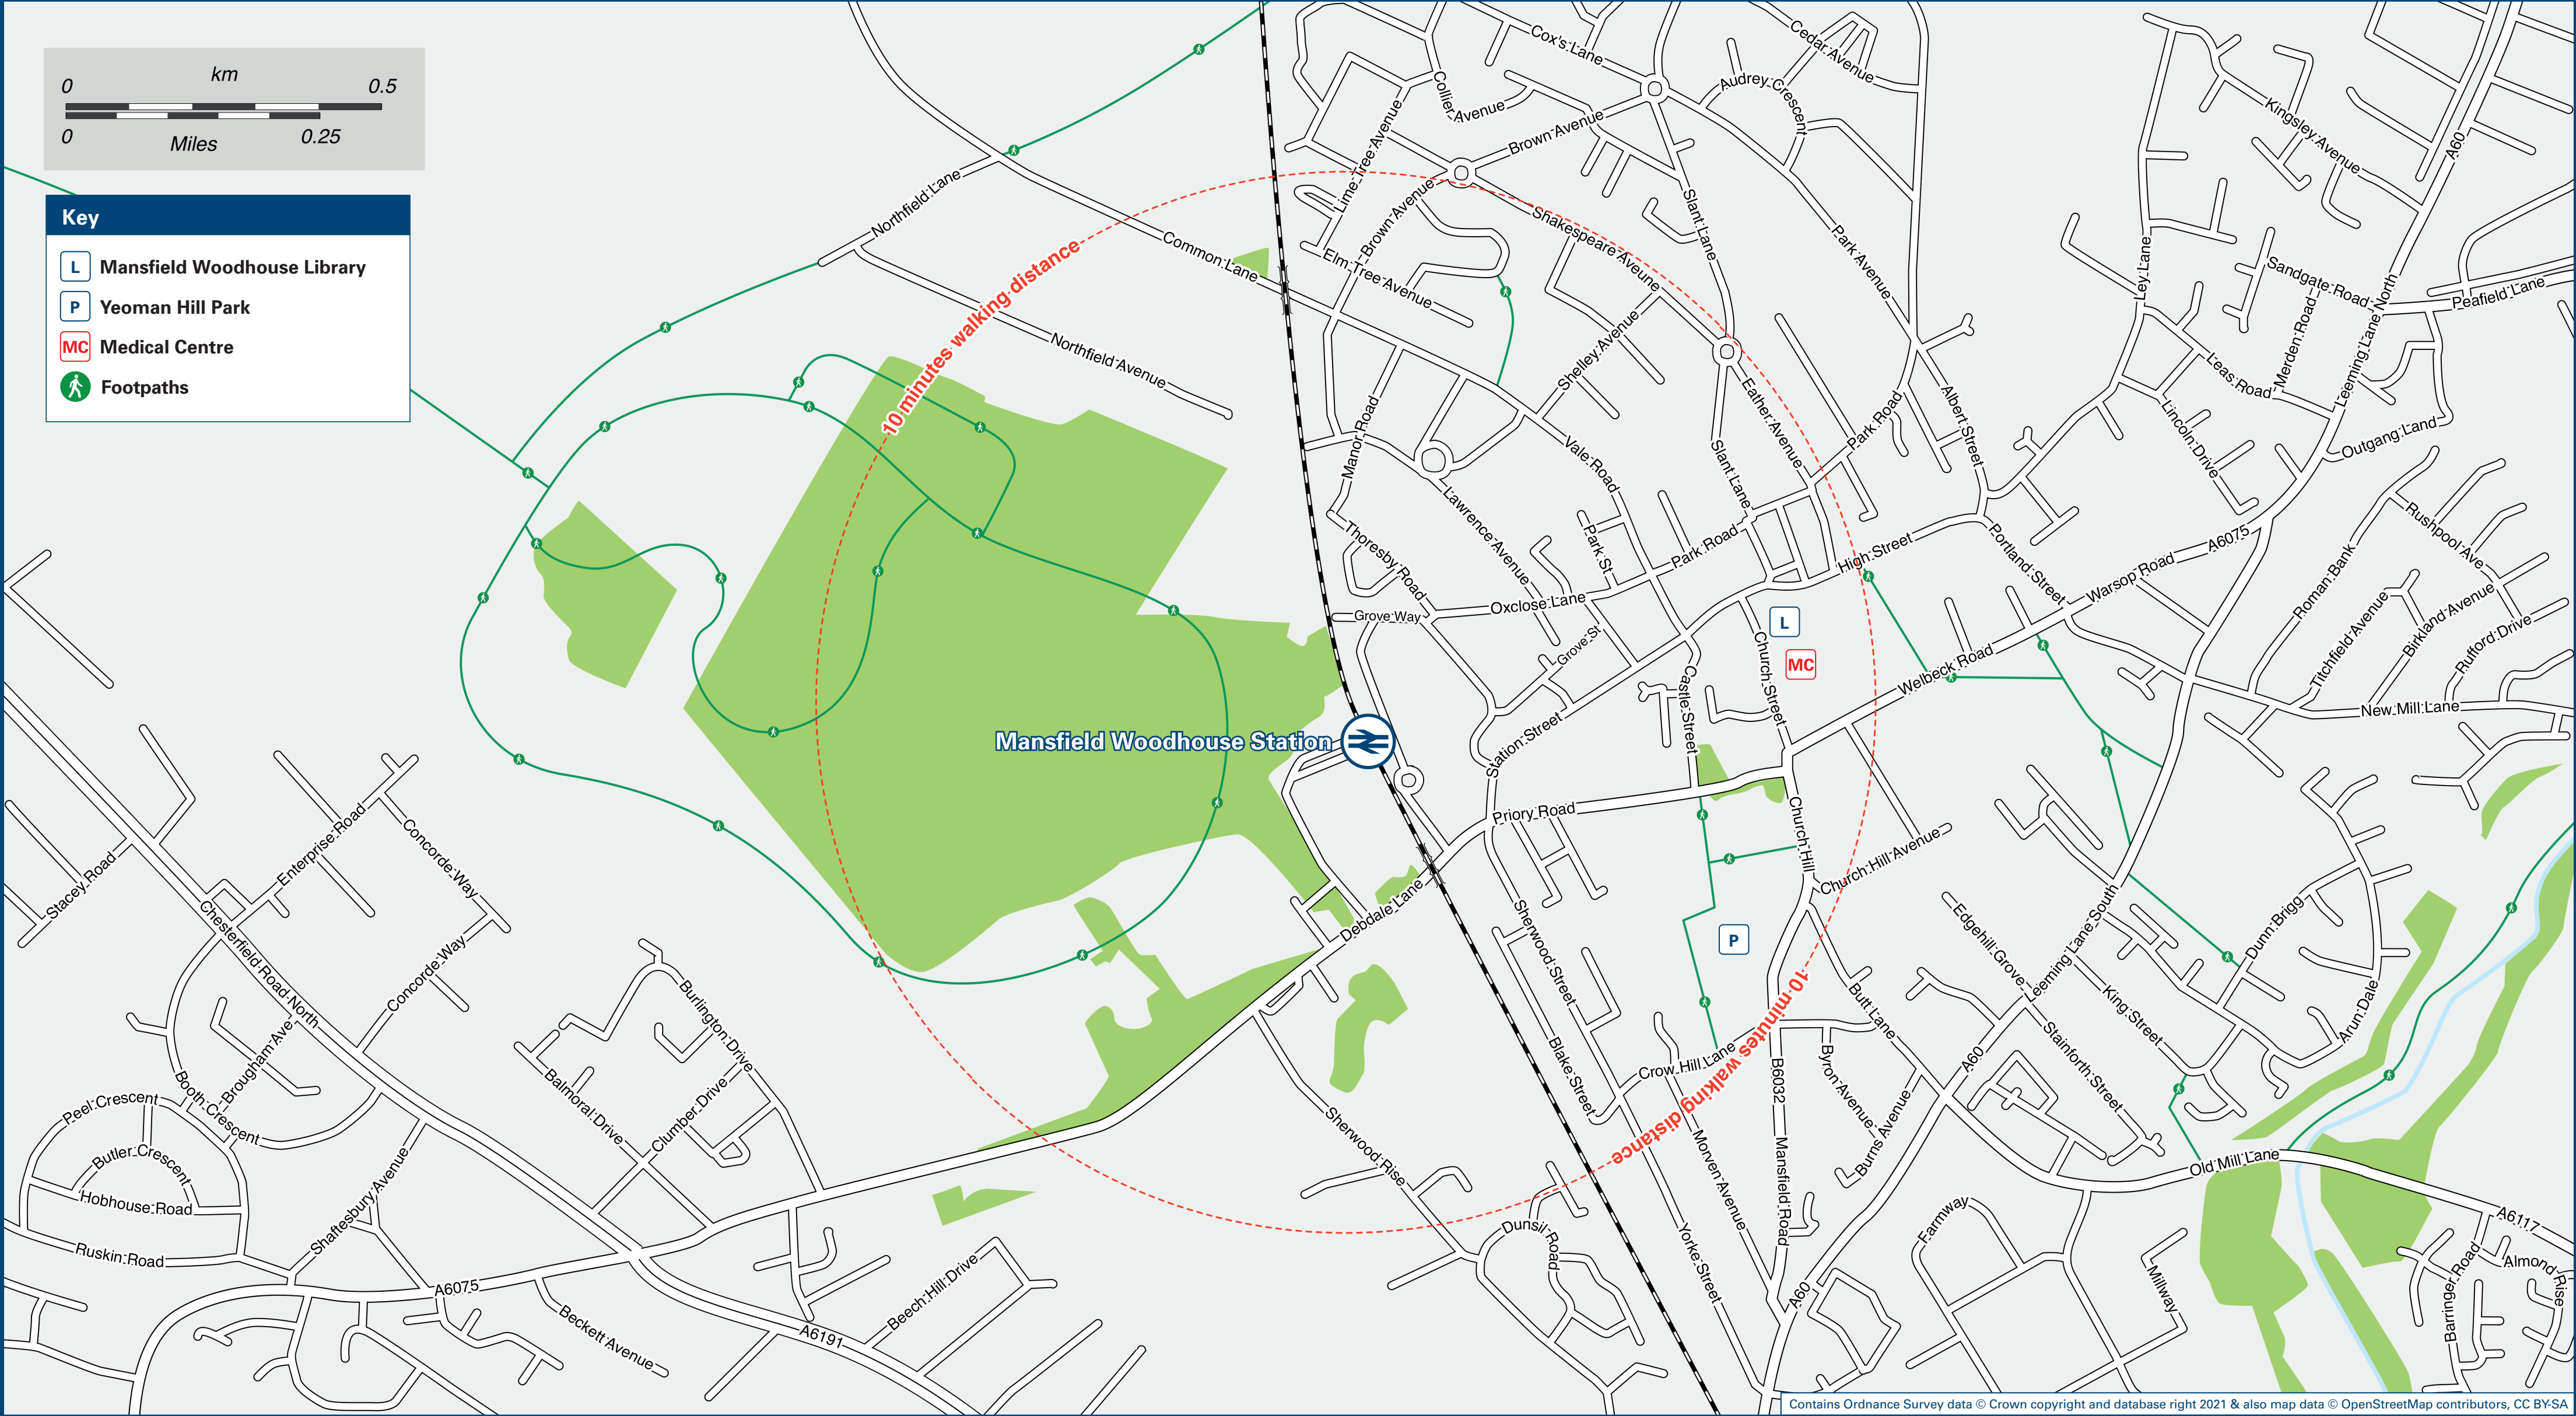 km
0 0.5
0 0.25
Miles
Key
L Mansfield Woodhouse Library
P Yeoman Hill Park
MC Medical Centre
Footpaths
Cox's Lane
Cedar Avenue
Audrey Crescent
Collier Avenue
Brown Avenue
Lime Tree Avenue
Brown Avenue
Kingsley Avenue
A60
Northfield Lane
Common Lane
Elm Tree Avenue
Shakespeare Aveune
Slant Lane
Park Avenue
Ley Lane
Sandgate Road
Peafield Lane
Merden Road
Leeming Lane North
Leas Road
10 minutes walking distance
Northfield Avenue
Shelley Avenue
Eather Avenue
Albert Street
Park Road
Lincoln Drive
Outgang Land
Manor Road
Vale Road
Slant Lane
Lawrence Avenue
Thoresby Road
Park St
Park Road
High Street
Portland Street
Warsop Road
A6075
Rushpool Ave
Roman Bank
Titchfield Avenue
Birkland Avenue
Rufford Drive
New Mill Lane
Grove Way
Oxclose Lane
Grove St
L
MC
Church Street
Castle Street
Welbeck Road
Station Street
Mansfield Woodhouse Station
Priory Road
Church Hill
Church Hill Avenue
Debdale Lane
P
Enterprise Road
Concorde Way
Stacey Road
Chesterfield Road North
Concorde Way
Sherwood Street
Edgehill Grove
Leeming Lane South
Dunn Brigg
King Street
Arun Dale
Butt Lane
Stainforth Street
10 minutes walking distance
Burlington Drive
Brougham Ave
Booth Crescent
Balmoral Drive
Clumber Drive
Peel Crescent
Butler Crescent
Hobhouse Road
Ruskin Road
Shaftesbury Avenue
Blake Street
Crow Hill Lane
B6032
Mansfield Road
Byron Avenue
Burns Avenue
A60
Morven Avenue
Sherwood Rise
Old Mill Lane
A6117
Dunsil Road
Yorke Street
A60
Farmway
Millway
Barringer Road
Almond Rise
A6075
Beckett Avenue
A6191
Beech Hill Drive
Contains Ordnance Survey data © Crown copyright and database right 2021 & also map data © OpenStreetMap contributors, CC BY-SA